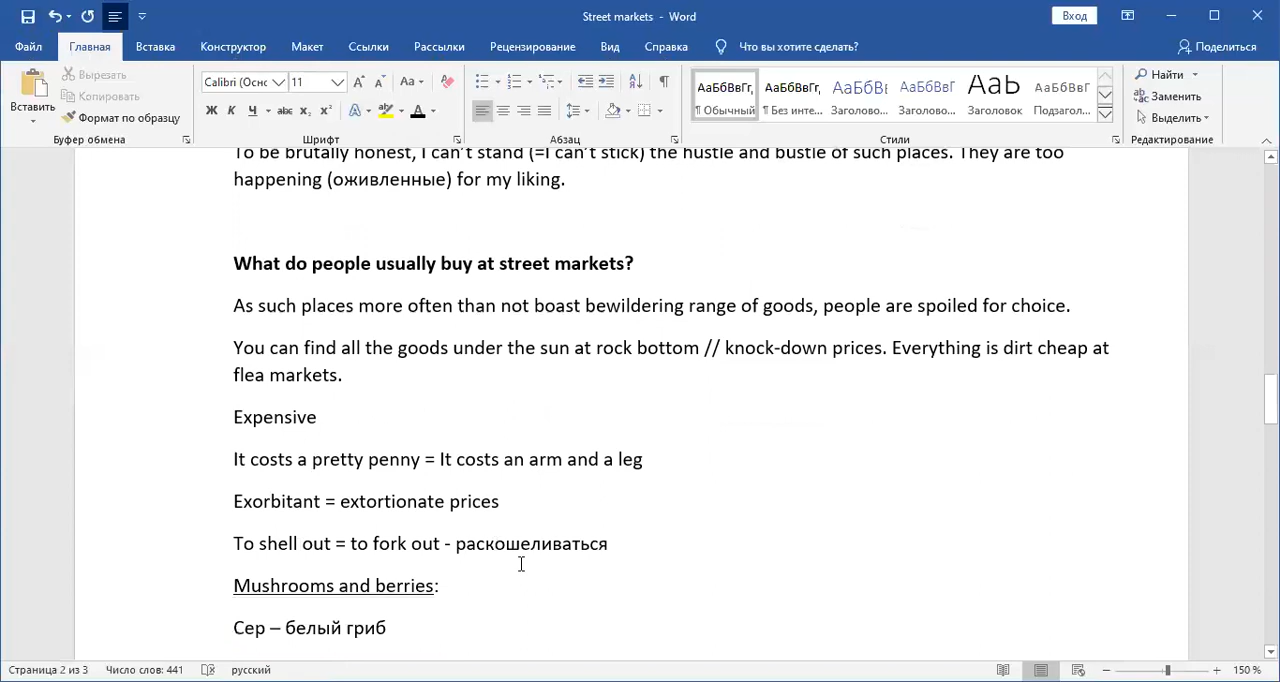 Street markets - Word
Вход
Файл Главная Вставка Конструктор Макет Ссылки Рассылки Рецензирование Вид Справка Что вы хотите сделать? Поделиться
Вставить
Вырезать
Копировать
Формат по образцу
Буфер обмена
Calibri (Оснс 11 Aa
Ж К Ч abc x₂ x² A A
Шрифт
Абзац
АаБбВвГг, АаБбВвГг, АаБбВі АаБбВвГ АаЬ АаБбВвГ
¶ Обычный ¶ Без инте... Заголово... Заголово... Заголовок Подзагол...
Стили
Найти
Заменить
Выделить
Редактирование
To be brutally honest, I can't stand (=I can't stick) the hustle and bustle of such places. They are too
happening (оживленные) for my liking.
What do people usually buy at street markets?
As such places more often than not boast bewildering range of goods, people are spoiled for choice.
You can find all the goods under the sun at rock bottom // knock-down prices. Everything is dirt cheap at
flea markets.
Expensive
It costs a pretty penny = It costs an arm and a leg
Exorbitant = extortionate prices
To shell out = to fork out - раскошеливаться
Mushrooms and berries:
Cep – белый гриб
Страница 2 из 3 Число слов: 441 русский 150 %